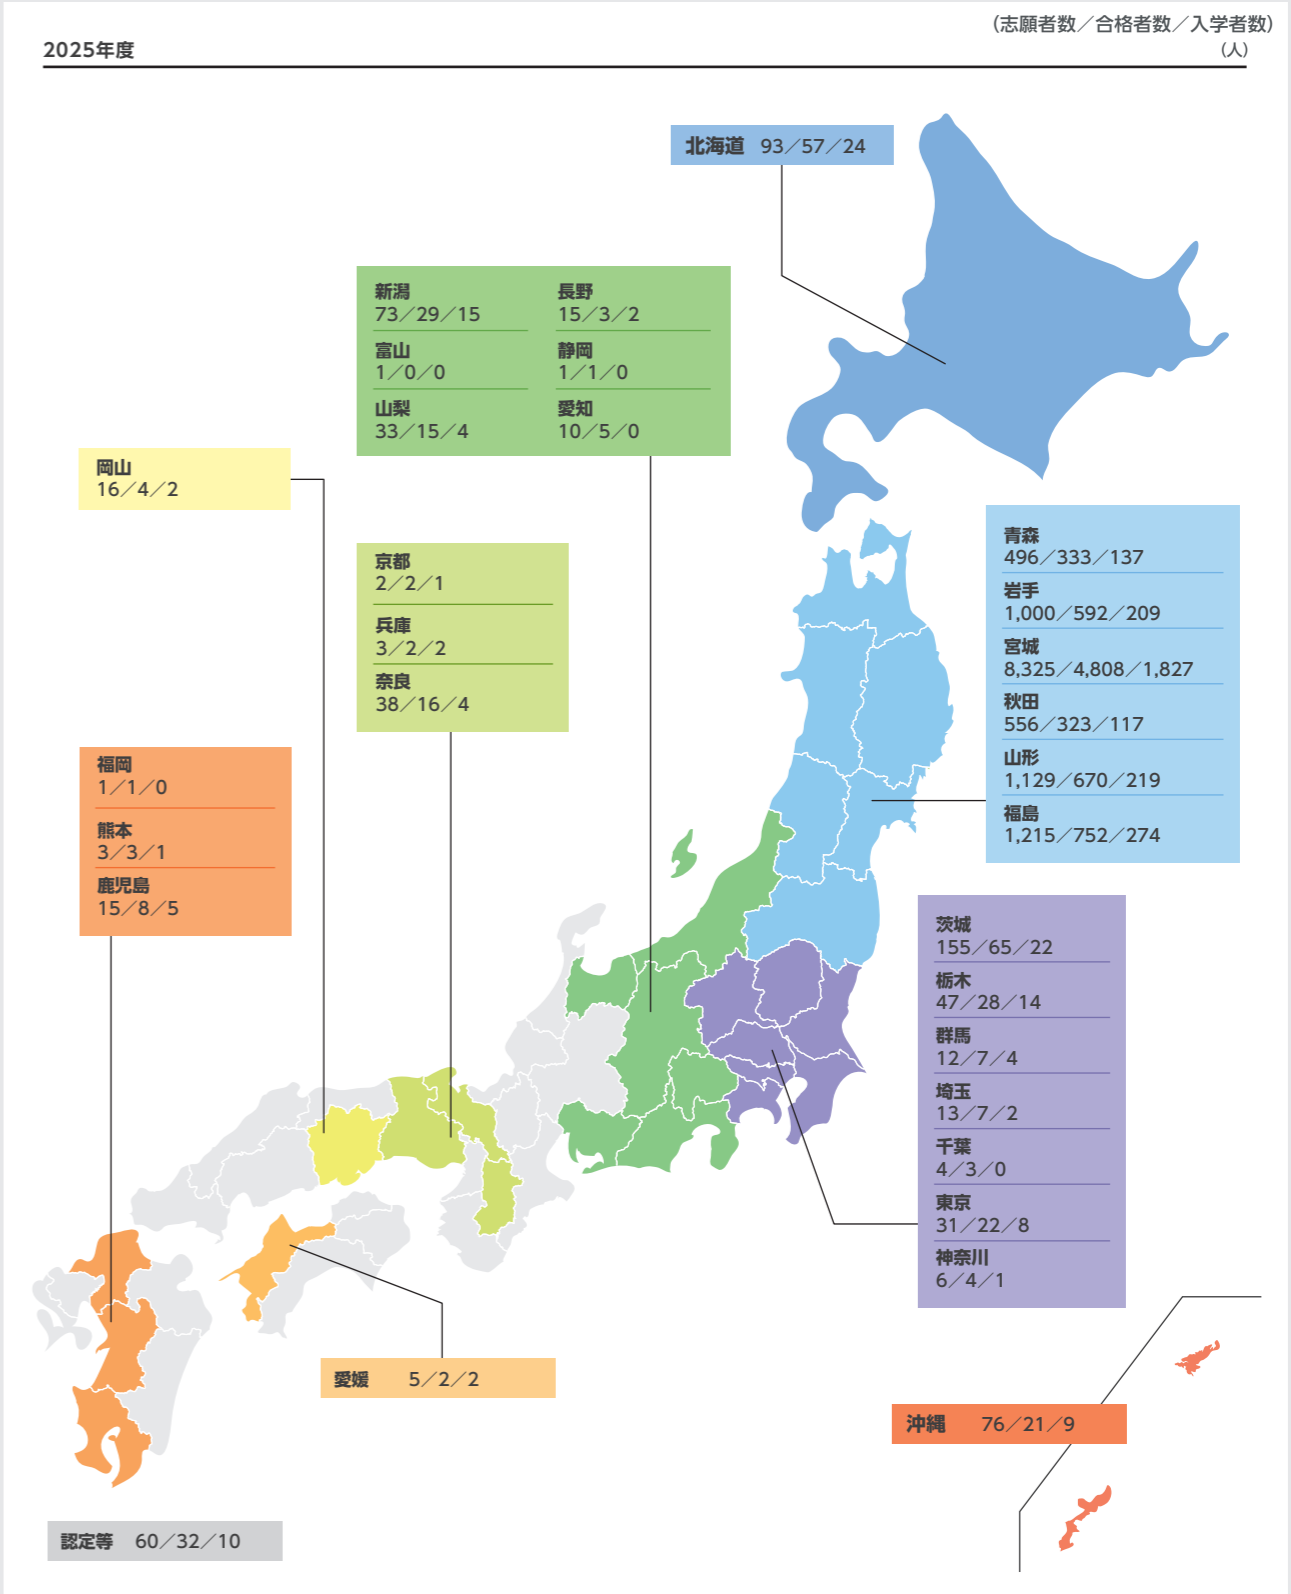 (志願者数／合格者数／入学者数)
2025年度
(人)
北海道 93／57／24
新潟
73／29／15
富山
1／0／0
山梨
33／15／4
長野
15／3／2
静岡
1／1／0
愛知
10／5／0
岡山
16／4／2
京都
2／2／1
兵庫
3／2／2
奈良
38／16／4
青森
496／333／137
岩手
1,000／592／209
宮城
8,325／4,808／1,827
秋田
556／323／117
山形
1,129／670／219
福島
1,215／752／274
福岡
1／1／0
熊本
3／3／1
鹿児島
15／8／5
茨城
155／65／22
栃木
47／28／14
群馬
12／7／4
埼玉
13／7／2
千葉
4／3／0
東京
31／22／8
神奈川
6／4／1
愛媛 5／2／2
沖縄 76／21／9
認定等 60／32／10